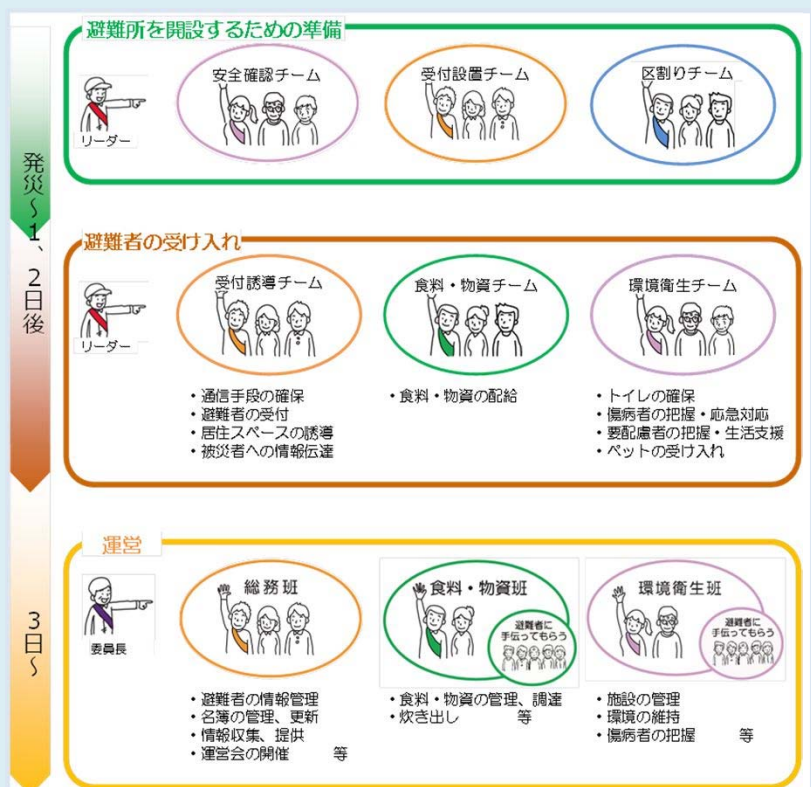 避難所を開設するための準備
リーダー
安全確認チーム
受付設置チーム
区割りチーム
発災～1、2日後
避難者の受け入れ
リーダー
受付誘導チーム
・通信手段の確保
・避難者の受付
・居住スペースの誘導
・被災者への情報伝達
食料・物資チーム
・食料・物資の配給
環境衛生チーム
・トイレの確保
・傷病者の把握・応急対応
・要配慮者の把握・生活支援
・ペットの受け入れ
3日～
運営
委員長
総務班
・避難者の情報管理
・名簿の管理、更新
・情報収集、提供
・運営会の開催　　等
食料・物資班
避難者に
手伝ってもらう
・食料・物資の管理、調達
・炊き出し　　　等
環境衛生班
避難者に
手伝ってもらう
・施設の管理
・環境の維持
・傷病者の把握　　等